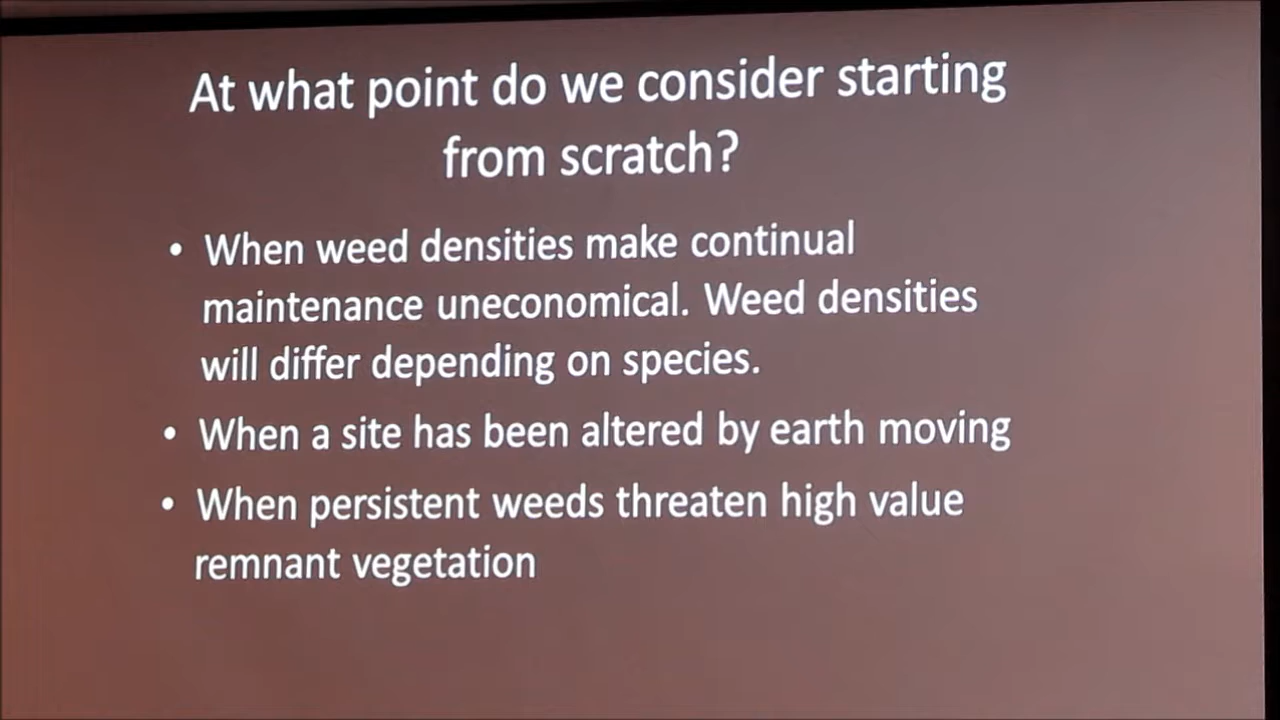 At what point do we consider starting
from scratch?
• When weed densities make continual
maintenance uneconomical. Weed densities
will differ depending on species.
• When a site has been altered by earth moving
• When persistent weeds threaten high value
remnant vegetation